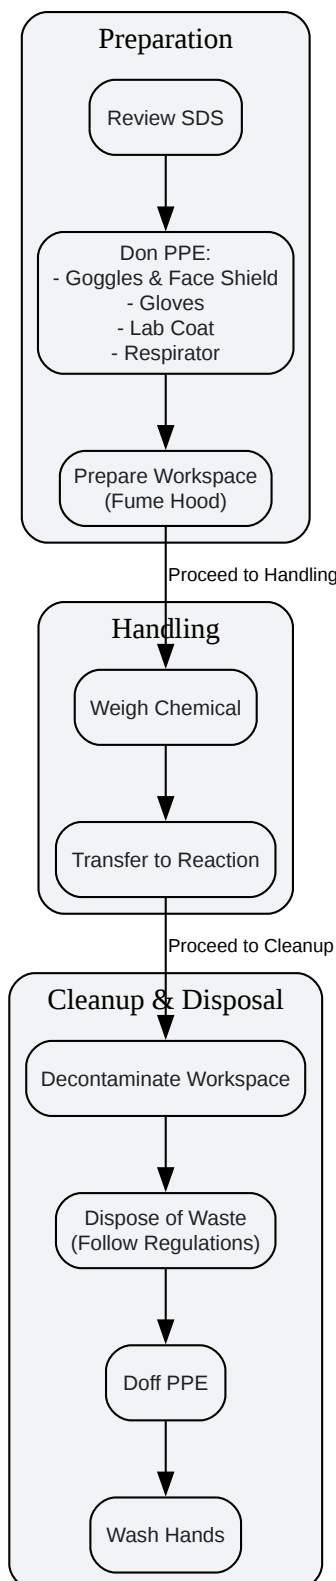 Preparation
Review SDS
Don PPE:
- Goggles & Face Shield
- Gloves
- Lab Coat
- Respirator
Prepare Workspace
(Fume Hood)
Proceed to Handling
Handling
Weigh Chemical
Transfer to Reaction
Proceed to Cleanup
Cleanup & Disposal
Decontaminate Workspace
Dispose of Waste
(Follow Regulations)
Doff PPE
Wash Hands